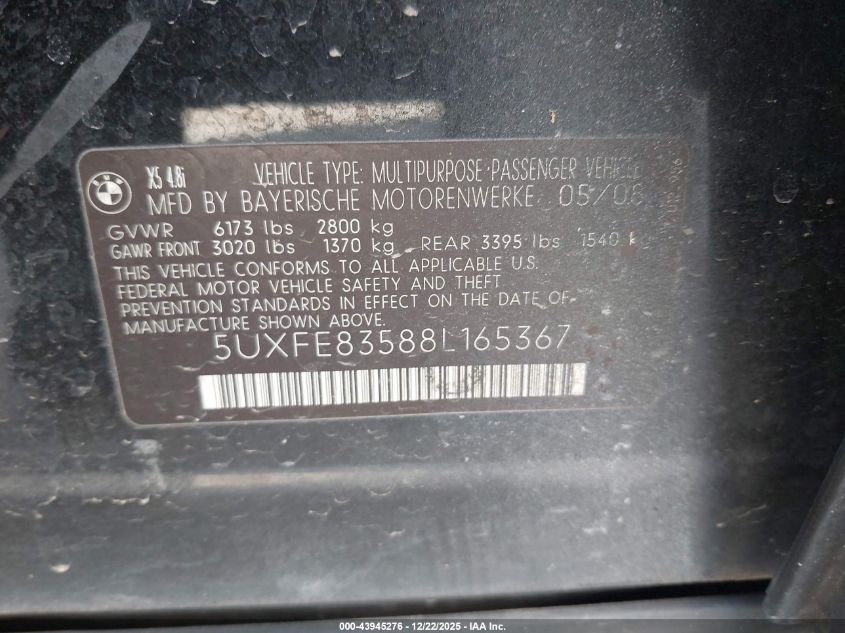 BMW
X5 4.8i VEHICLE TYPE: MULTIPURPOSE PASSENGER VEHICLE
MFD BY BAYERISCHE MOTORENWERKE 05/08
GVWR 6173 lbs 2800 kg
GAWR FRONT 3020 lbs 1370 kg REAR 3395 lbs 1540 kg
THIS VEHICLE CONFORMS TO ALL APPLICABLE U.S.
FEDERAL MOTOR VEHICLE SAFETY AND THEFT
PREVENTION STANDARDS IN EFFECT ON THE DATE OF
MANUFACTURE SHOWN ABOVE.
5UXFE83588L165367
000-43945276 - 12/22/2025 - IAA Inc.